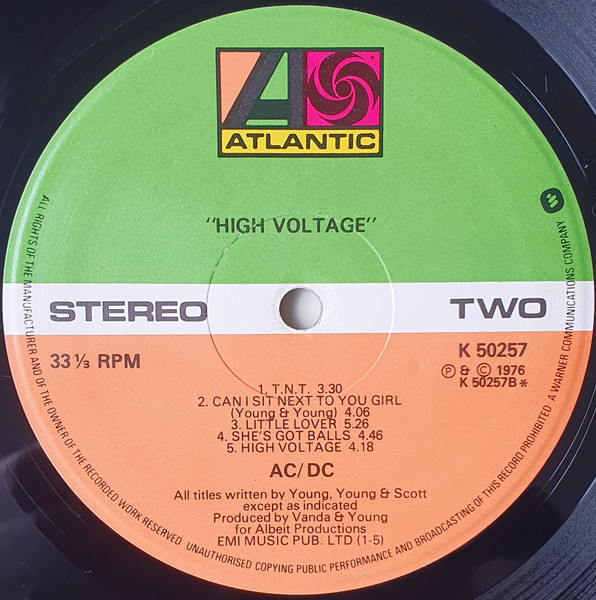 ATLANTIC
"HIGH VOLTAGE"
STEREO
TWO
33 ⅓ RPM
K 50257
Ⓟ & © 1976
K 50257B*
1. T.N.T. 3.30
2. CAN I SIT NEXT TO YOU GIRL
(Young & Young) 4.06
3. LITTLE LOVER 5.26
4. SHE'S GOT BALLS 4.46
5. HIGH VOLTAGE 4.18
AC/DC
All titles written by Young, Young & Scott
except as indicated
Produced by Vanda & Young
for Albeit Productions
EMI MUSIC PUB. LTD (1-5)
ALL RIGHTS OF THE MANUFACTURER AND OF THE OWNER OF THE RECORDED WORK RESERVED. UNAUTHORISED COPYING PUBLIC PERFORMANCE AND BROADCASTING OF THIS RECORD PROHIBITED. A WARNER COMMUNICATIONS COMPANY